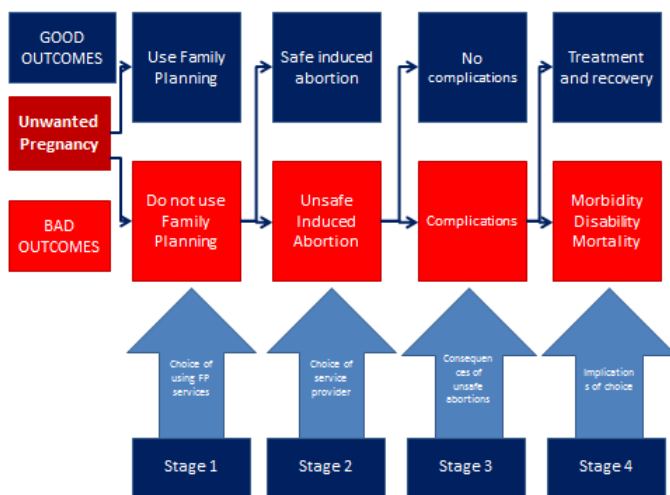 GOOD
OUTCOMES
Use Family
Planning
Safe induced
abortion
No
complications
Treatment
and recovery
Unwanted
Pregnancy
BAD
OUTCOMES
Do not use
Family
Planning
Unsafe
Induced
Abortion
Complications
Morbidity
Disability
Mortality
Choice of
using FP
services
Choice of
service
provider
Consequen
ces of
unsafe
abortions
Implication
s of choice
Stage 1
Stage 2
Stage 3
Stage 4